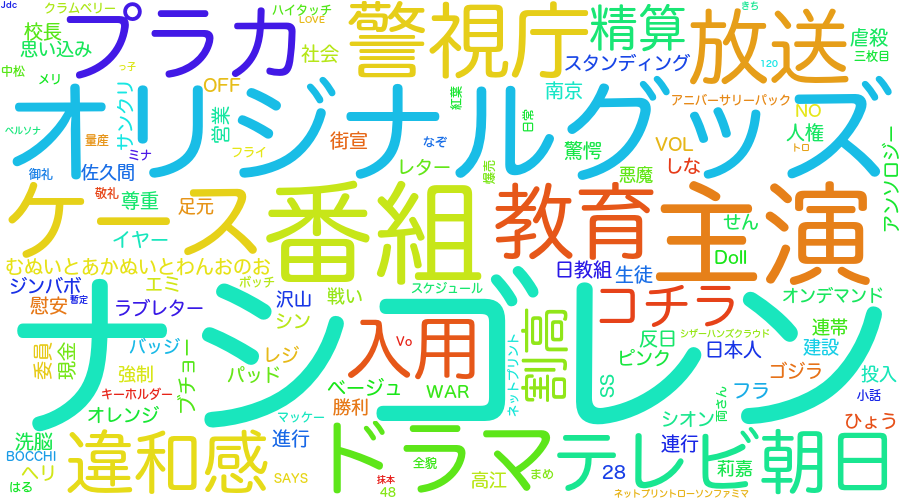 Jdc
クラムベリー
プラカ
ハイタッチ
LOVE
警視庁
精算
放送
きち
虐殺
三枚目
校長
思い込み
社会
スタンディング
120
中松
メリ
っ子
OFF
南京
紅葉
アニバーサリーパック
NO
オリジナルグッズ
サンクリ
営業
日常
人権
トロ
ペルソナ
量産
ミナ
フライ
街宣
なぞ
驚愕
VOL
しな
アンソロジー
御礼
佐久間
レター
爆売
悪魔
敬礼
尊重
足元
ケース
番組
教育
主演
せん
Doll
イヤー
むぬいとあかぬいとわんおのお
日教組
生徒
ジンバボ
エミ
ボッチ
スケジュール
オンデマンド
慰安
暫定
ラブレター
沢山
戦い
コチラ
シン
シザーハンズクラウド
連帯
ナシゴレン
バッジ
レジ
入用
Vo
割高
ネットプリント
反日
ピンク
日本人
建設
委員
現金
強制
ブチョー
パッド
ベージュ
WAR
SS
ゴジラ
投入
キーホルダー
フラ
小話
オレンジ
マッケー
勝利
シオン
両さん
ひょう
洗脳
BOCCHI
違和感
進行
ドラマ
テレビ朝日
連行
ヘリ
全貌
28
莉嘉
はる
SAYS
抹本
48
高江
まめ
ネットプリントローソンファミマ